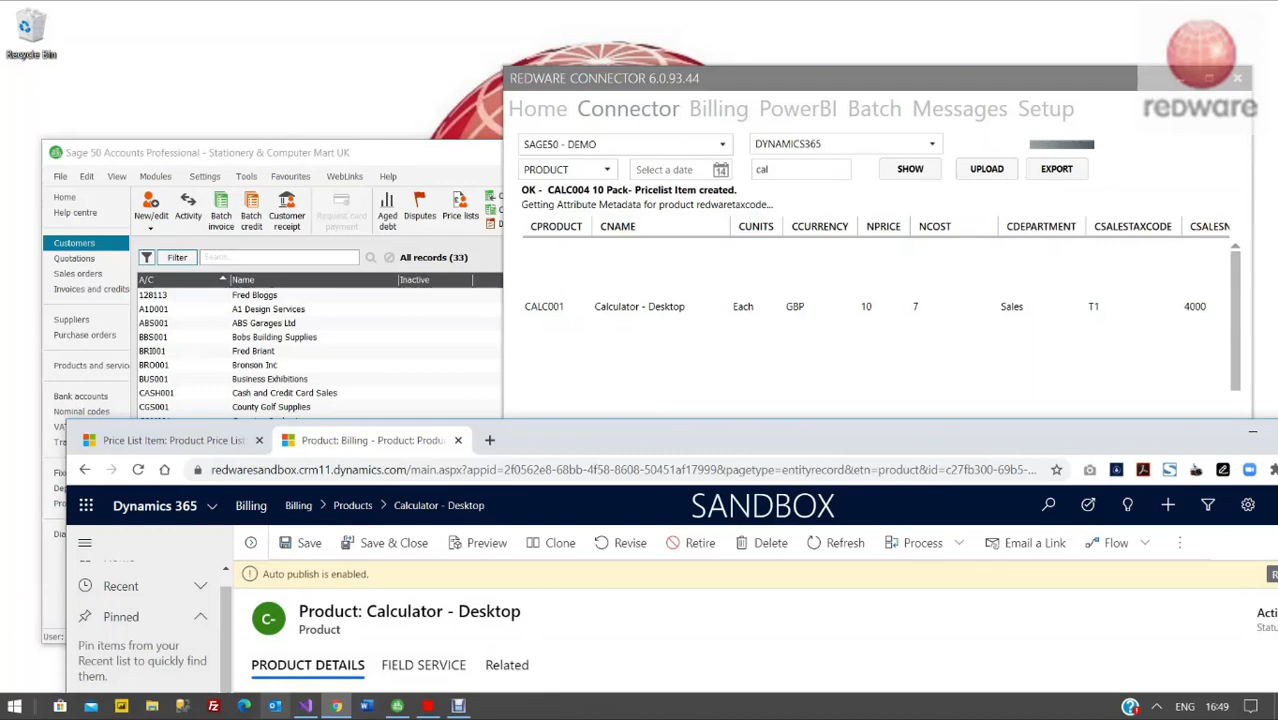 Recycle Bin
redware
REDWARE CONNECTOR 6.0.93.44
Home Connector Billing PowerBI Batch Messages Setup
SAGE50 - DEMO
DYNAMICS365
PRODUCT
Select a date
14
cal
SHOW
UPLOAD
EXPORT
OK - CALC004 10 Pack- Pricelist Item created.
Getting Attribute Metadata for product redwaretaxcode...
CPRODUCT CNAME CUNITS CCURRENCY NPRICE NCOST CDEPARTMENT CSALESTAXCODE CSALESN
CALC001 Calculator - Desktop Each GBP 10 7 Sales T1 4000
Sage 50 Accounts Professional - Stationery & Computer Mart UK
File Edit View Modules Settings Tools Favourites WebLinks Help
Home
Help centre
Customers
Quotations
Sales orders
Invoices and credits
Suppliers
Purchase orders
Products and service
Bank accounts
Nominal codes
User:
New/edit
Activity
Batch invoice
Batch credit
Customer receipt
Request card payment
Aged debt
Disputes
Price lists
Filter
Search...
All records (33)
A/C Name Inactive
128113 Fred Bloggs
A1D001 A1 Design Services
ABS001 ABS Garages Ltd
BBS001 Bobs Building Supplies
BRI001 Fred Briant
BRO001 Bronson Inc
BUS001 Business Exhibitions
CASH001 Cash and Credit Card Sales
CGS001 County Golf Supplies
Price List Item: Product Price List
Product: Billing - Product: Produ
redwaresandbox.crm11.dynamics.com/main.aspx?appid=2f0562e8-68bb-4f58-8608-50451af17999&pagetype=entityrecord&etn=product&id=c27fb300-69b5-...
Dynamics 365
Billing
Billing > Products > Calculator - Desktop
SANDBOX
Save Save & Close Preview Clone Revise Retire Delete Refresh Process Email a Link Flow
Auto publish is enabled.
Recent
Pinned
Pin items from your
Recent list to quickly find
them.
C-
Product: Calculator - Desktop
Product
Acti
Statu
PRODUCT DETAILS FIELD SERVICE Related
16:49